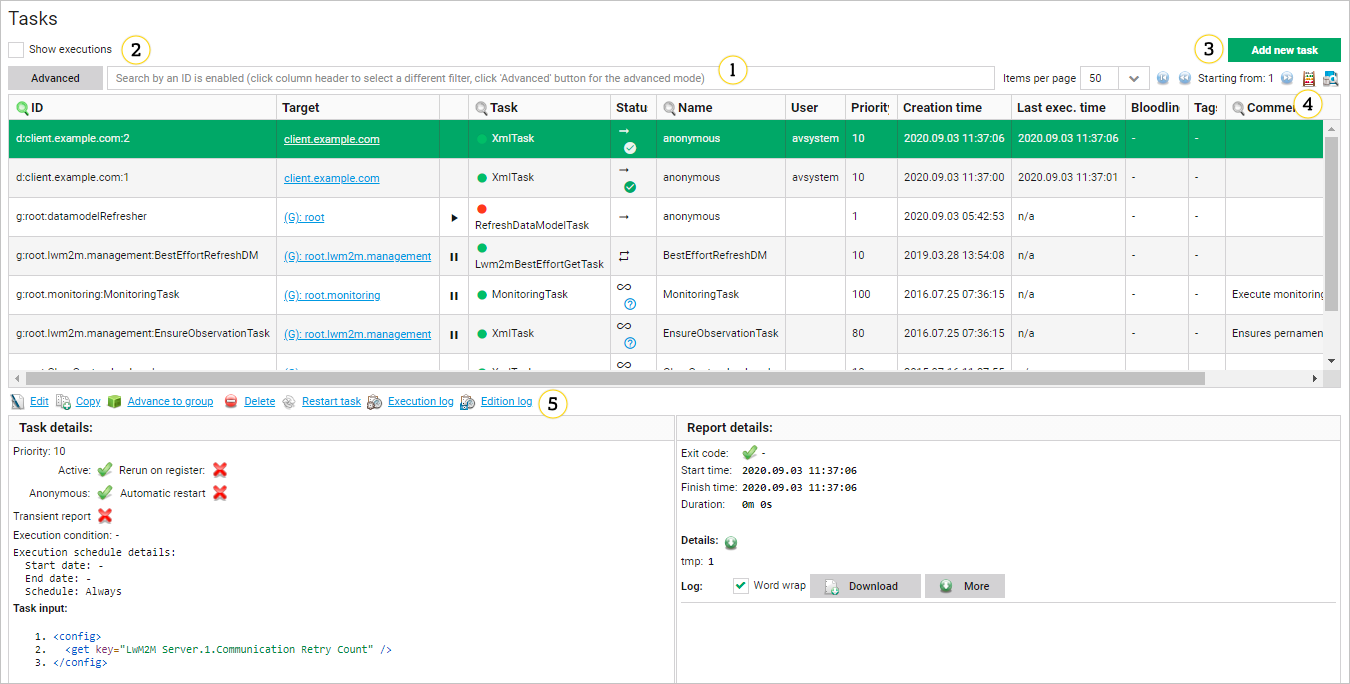 Tasks
Show executions
2
3
Add new task
Advanced
Search by an ID is enabled (click column header to select a different filter, click 'Advanced' button for the advanced mode)
1
Items per page
50
Starting from: 1
ID Target Task Statu Name User Priority Creation time Last exec. time Bloodlin Tag Comme
4
d:client.example.com:2 client.example.com XmlTask anonymous avsystem 10 2020.09.03 11:37:06 2020.09.03 11:37:06 - -
d:client.example.com:1 client.example.com XmlTask anonymous avsystem 10 2020.09.03 11:37:00 2020.09.03 11:37:01 - -
g:root:datamodelRefresher (G): root RefreshDataModelTask anonymous 1 2020.09.03 05:42:53 n/a - -
g:root.lwm2m.management:BestEffortRefreshDM (G): root.lwm2m.management Lwm2mBestEffortGetTask BestEffortRefreshDM 10 2019.03.28 13:54:08 n/a - -
g:root.monitoring:MonitoringTask (G): root.monitoring MonitoringTask MonitoringTask 100 2016.07.25 07:36:15 n/a - - Execute monitoring
g:root.lwm2m.management:EnsureObservationTask (G): root.lwm2m.management XmlTask EnsureObservationTask 80 2016.07.25 07:36:15 n/a - - Ensures pernamen
Edit Copy Advance to group Delete Restart task Execution log Edition log
5
Task details:
Priority: 10
Active: Rerun on register:
Anonymous: Automatic restart
Transient report
Execution condition: -
Execution schedule details:
Start date: -
End date: -
Schedule: Always
Task input:
1. <config>
2. <get key="LwM2M Server.1.Communication Retry Count" />
3. </config>
Report details:
Exit code: -
Start time: 2020.09.03 11:37:06
Finish time: 2020.09.03 11:37:06
Duration: 0m 0s
Details:
tmp: 1
Log: Word wrap Download More